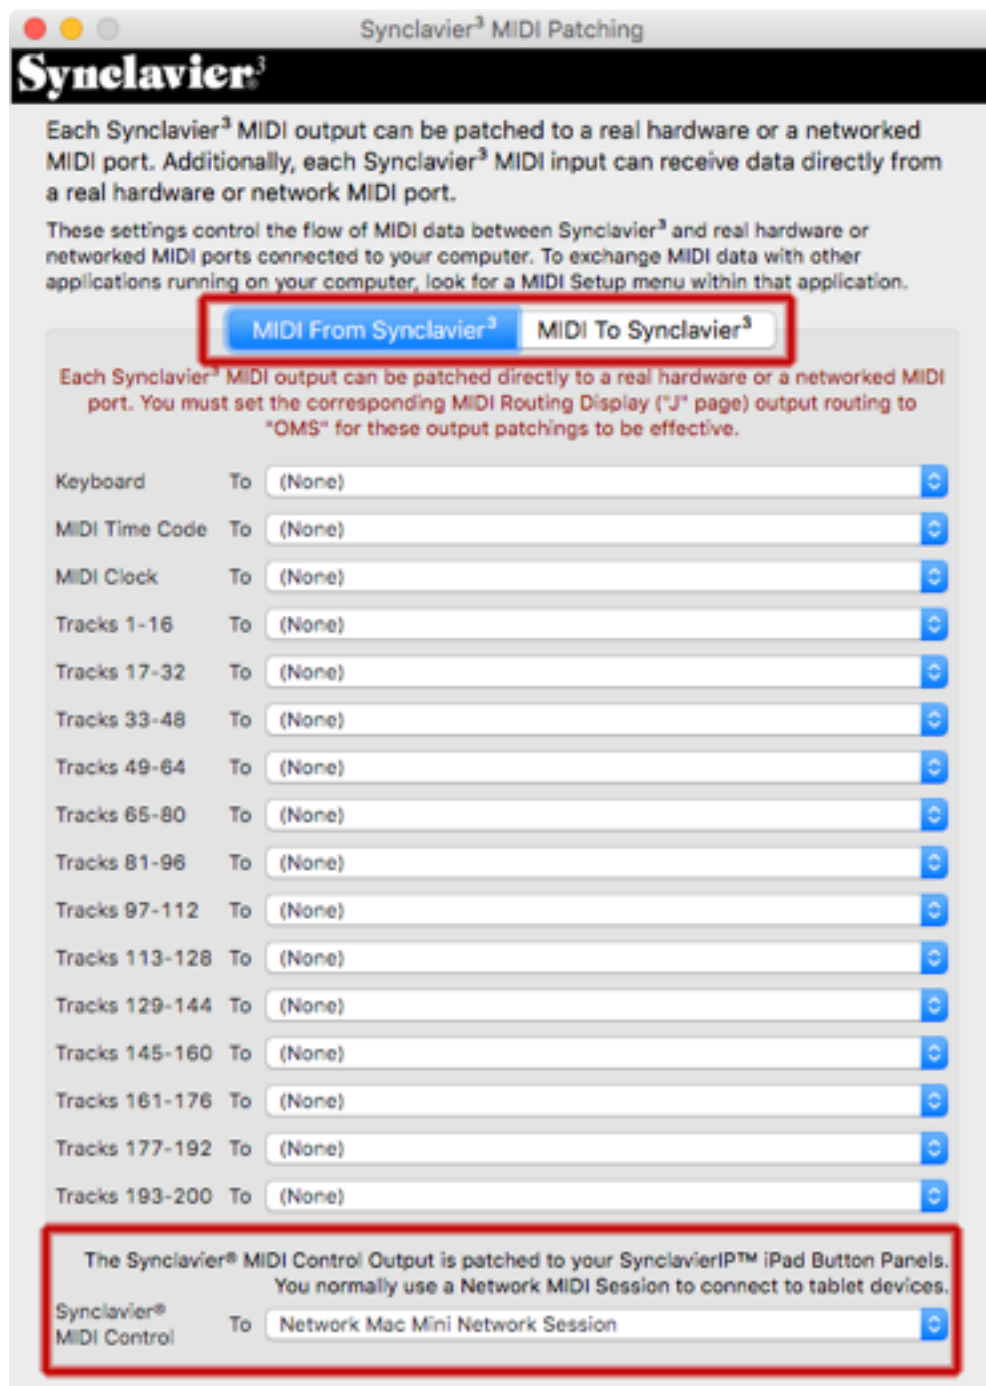 Synclavier³ MIDI Patching
Synclavier®³
Each Synclavier³ MIDI output can be patched to a real hardware or a networked
MIDI port. Additionally, each Synclavier³ MIDI input can receive data directly from
a real hardware or network MIDI port.
These settings control the flow of MIDI data between Synclavier³ and real hardware or
networked MIDI ports connected to your computer. To exchange MIDI data with other
applications running on your computer, look for a MIDI Setup menu within that application.
MIDI From Synclavier³ MIDI To Synclavier³
Each Synclavier³ MIDI output can be patched directly to a real hardware or a networked MIDI
port. You must set the corresponding MIDI Routing Display ("J" page) output routing to
"OMS" for these output patchings to be effective.
Keyboard To (None)
MIDI Time Code To (None)
MIDI Clock To (None)
Tracks 1-16 To (None)
Tracks 17-32 To (None)
Tracks 33-48 To (None)
Tracks 49-64 To (None)
Tracks 65-80 To (None)
Tracks 81-96 To (None)
Tracks 97-112 To (None)
Tracks 113-128 To (None)
Tracks 129-144 To (None)
Tracks 145-160 To (None)
Tracks 161-176 To (None)
Tracks 177-192 To (None)
Tracks 193-200 To (None)
The Synclavier® MIDI Control Output is patched to your SynclavierIP™ iPad Button Panels.
You normally use a Network MIDI Session to connect to tablet devices.
Synclavier®
MIDI Control To Network Mac Mini Network Session